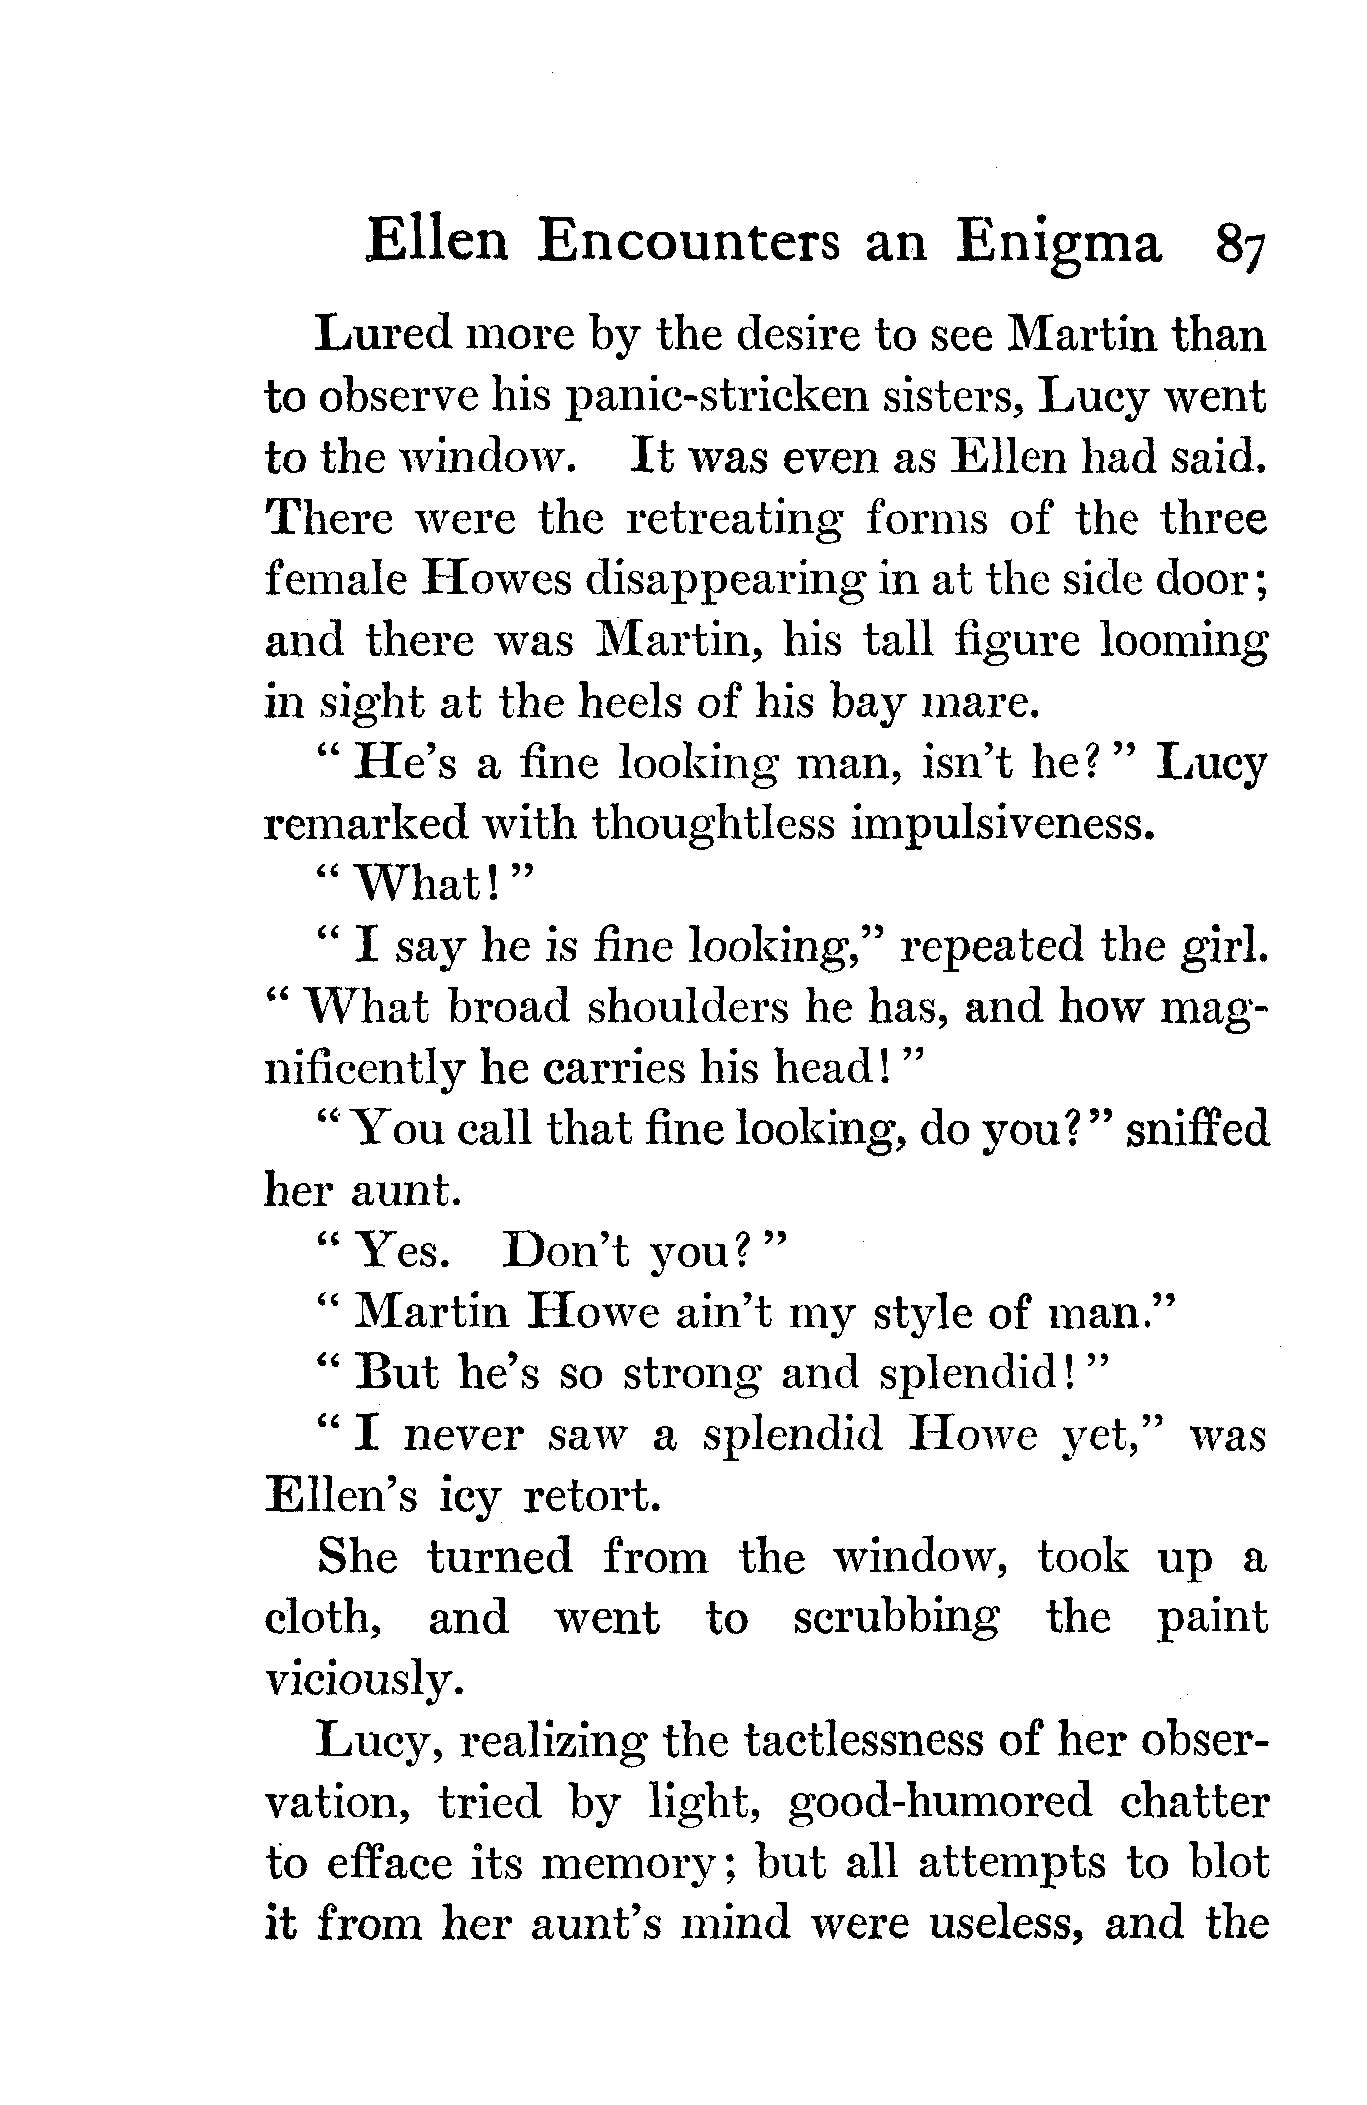 Ellen Encounters an Enigma 87
Lured more by the desire to see Martin than
to observe his panic-stricken sisters, Lucy went
to the window. It was even as Ellen had said.
There were the retreating forms of the three
female Howes disappearing in at the side door;
and there was Martin, his tall figure looming
in sight at the heels of his bay mare.
“ He’s a fine looking man, isn’t he? ” Lucy
remarked with thoughtless impulsiveness.
“ What! ”
“ I say he is fine looking,” repeated the girl.
“ What broad shoulders he has, and how mag-
nificently he carries his head! ”
“ You call that fine looking, do you? ” sniffed
her aunt.
“ Yes. Don’t you? ”
“ Martin Howe ain’t my style of man.”
“ But he’s so strong and splendid! ”
“ I never saw a splendid Howe yet,” was
Ellen’s icy retort.
She turned from the window, took up a
cloth, and went to scrubbing the paint
viciously.
Lucy, realizing the tactlessness of her obser-
vation, tried by light, good-humored chatter
to efface its memory; but all attempts to blot
it from her aunt’s mind were useless, and the